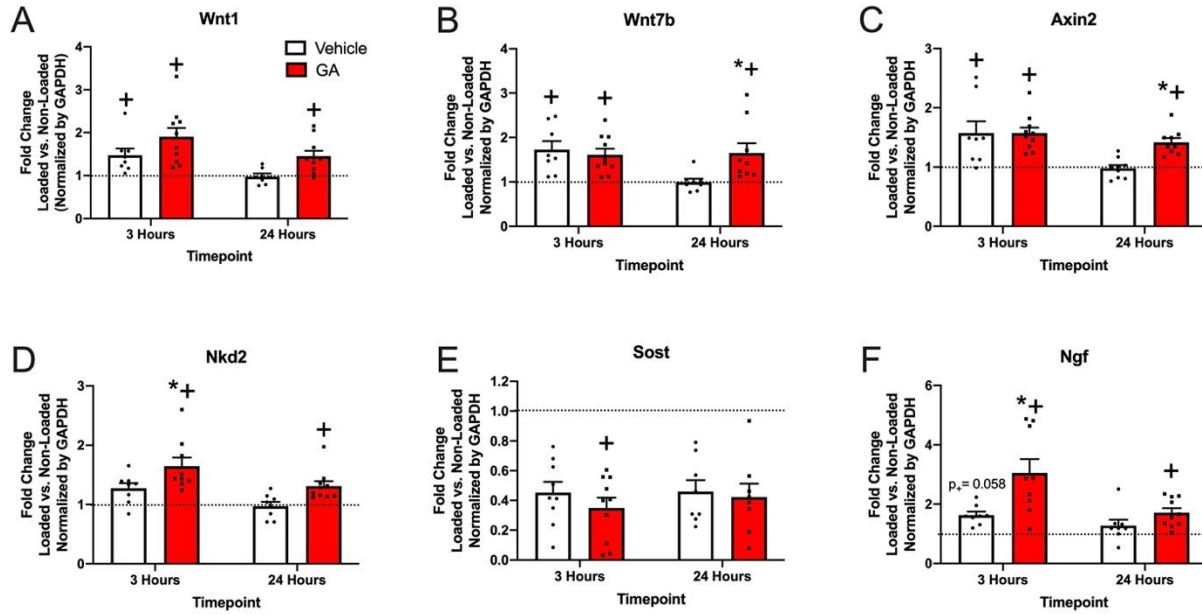 A
Wnt1
Fold Change
Loaded vs. Non-Loaded
(Normalized by GAPDH)
4
3
2
1
0
+
+
+
Vehicle
GA
3 Hours
24 Hours
Timepoint
B
Wnt7b
Fold Change
Loaded vs. Non-Loaded
Normalized by GAPDH)
4
3
2
1
0
+
+
*+
3 Hours
24 Hours
Timepoint
C
Axin2
Fold Change
Loaded vs. Non-Loaded
Normalized by GAPDH)
3
2
1
0
+
+
*+
3 Hours
24 Hours
Timepoint
D
Nkd2
Fold Change
Loaded vs. Non-Loaded
Normalized by GAPDH)
3
2
1
0
*+
+
3 Hours
24 Hours
Timepoint
E
Sost
Fold Change
Loaded vs. Non-Loaded
Normalized by GAPDH)
1.2
1.0
0.8
0.6
0.4
0.2
0.0
+
3 Hours
24 Hours
Timepoint
F
Ngf
Fold Change
Loaded vs. Non-Loaded
Normalized by GAPDH)
6
4
2
0
p+= 0.058
*+
+
3 Hours
24 Hours
Timepoint